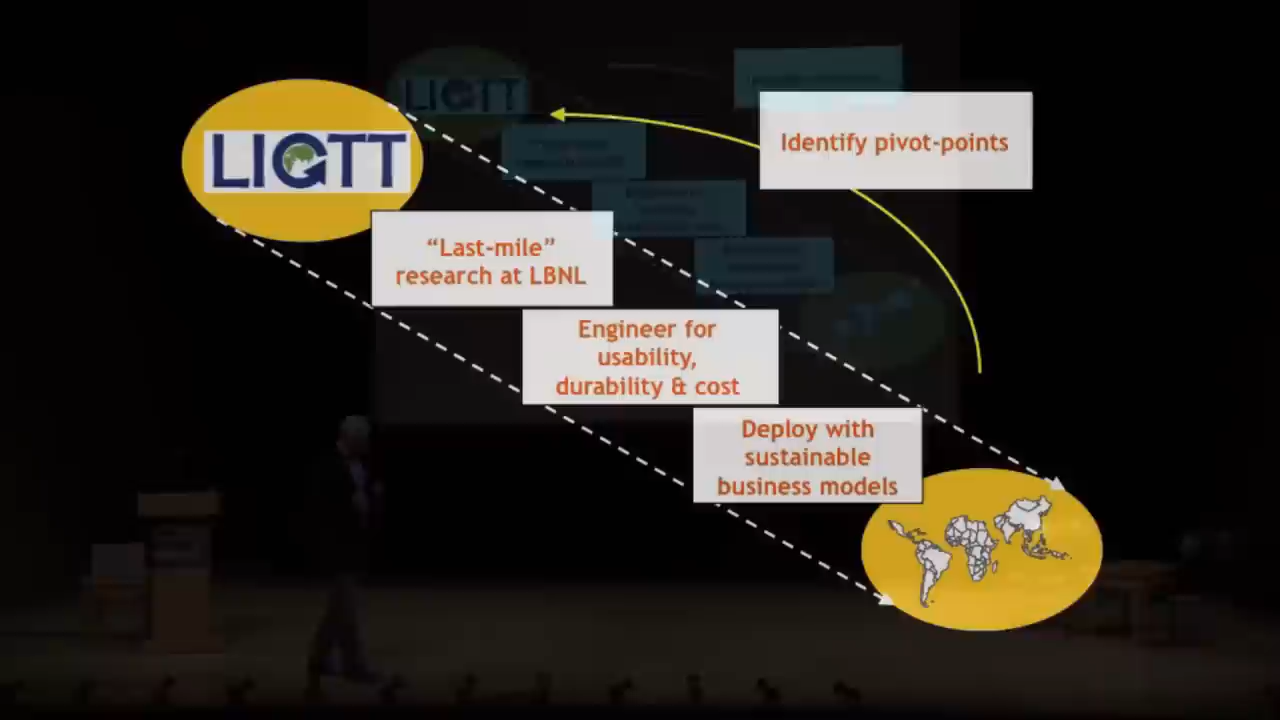 LIGTT
Identify pivot-points
“Last-mile”
research at LBNL
Engineer for
usability,
durability & cost
Deploy with
sustainable
business models
LIGTT